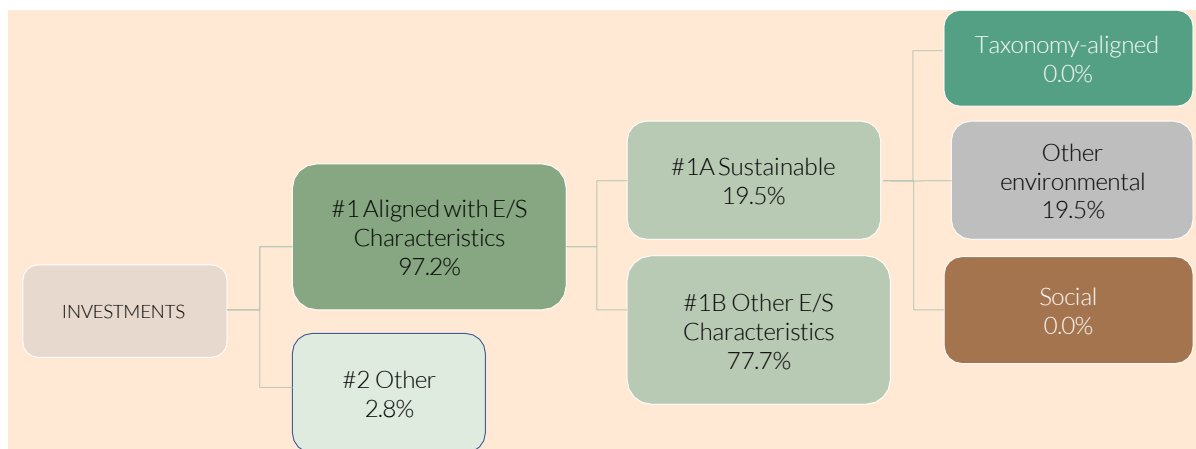 INVESTMENTS
#1 Aligned with E/S
Characteristics
97.2%
#2 Other
2.8%
#1A Sustainable
19.5%
#1B Other E/S
Characteristics
77.7%
Taxonomy-aligned
0.0%
Other
environmental
19.5%
Social
0.0%